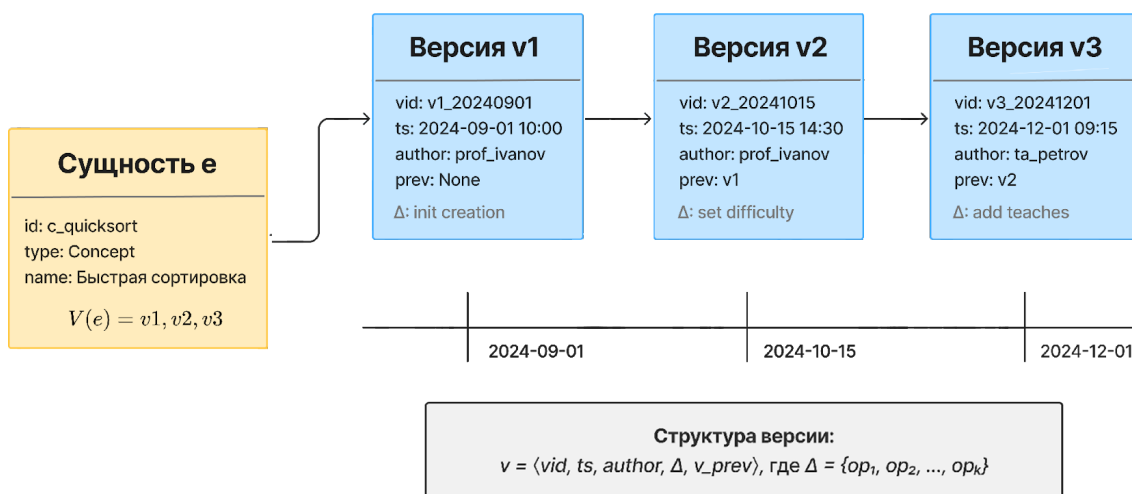 Сущность e
id: c_quicksort
type: Concept
name: Быстрая сортировка
V(e) = v1, v2, v3
Версия v1
vid: v1_20240901
ts: 2024-09-01 10:00
author: prof_ivanov
prev: None
Δ: init creation
Версия v2
vid: v2_20241015
ts: 2024-10-15 14:30
author: prof_ivanov
prev: v1
Δ: set difficulty
Версия v3
vid: v3_20241201
ts: 2024-12-01 09:15
author: ta_petrov
prev: v2
Δ: add teaches
2024-09-01
2024-10-15
2024-12-01
Структура версии:
v = ⟨vid, ts, author, Δ, v_prev⟩, где Δ = {op₁, op₂, ..., opₖ}